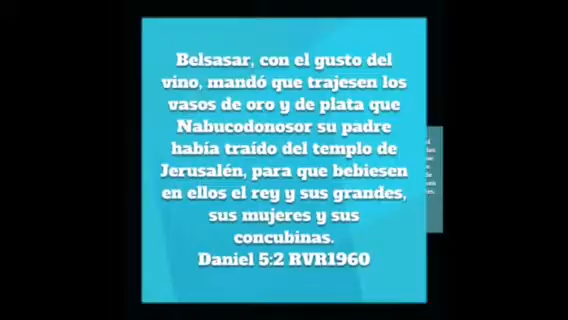 Belsasar, con el gusto del
vino, mandó que trajesen los
vasos de oro y de plata que
Nabucodonosor su padre
había traído del templo de
Jerusalén, para que bebiesen
en ellos el rey y sus grandes,
sus mujeres y sus
concubinas.
Daniel 5:2 RVR1960